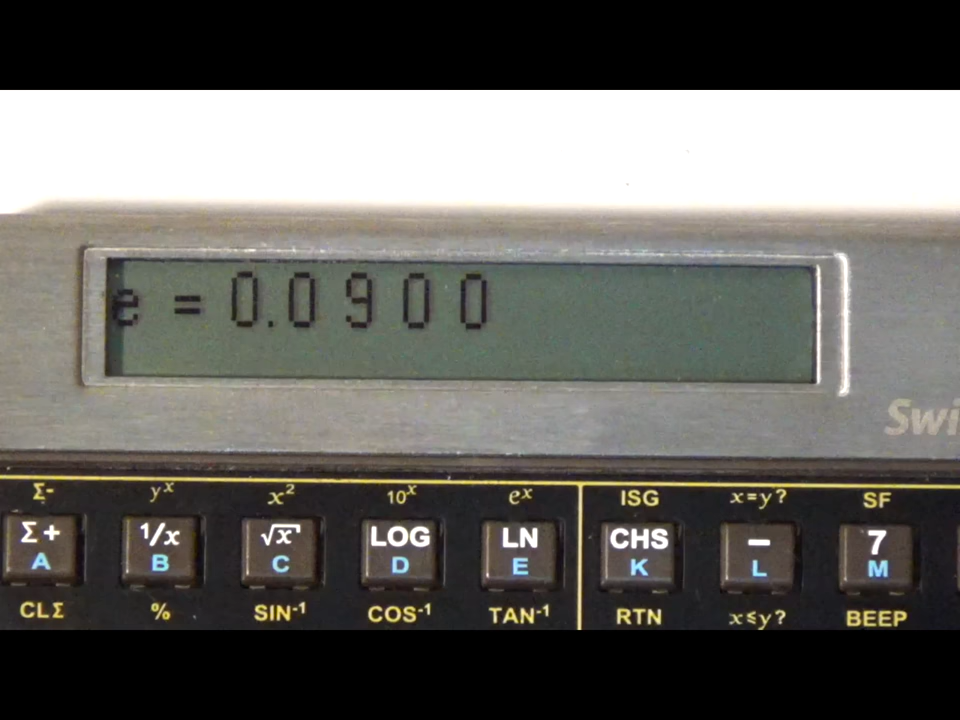 e = 0.0900
Swi
Σ- yˣ x² 10ˣ eˣ ISG x=y? SF
Σ+ 1/x √x LOG LN CHS − 7
A B C D E K L M
CLΣ % SIN⁻¹ COS⁻¹ TAN⁻¹ RTN x≤y? BEEP